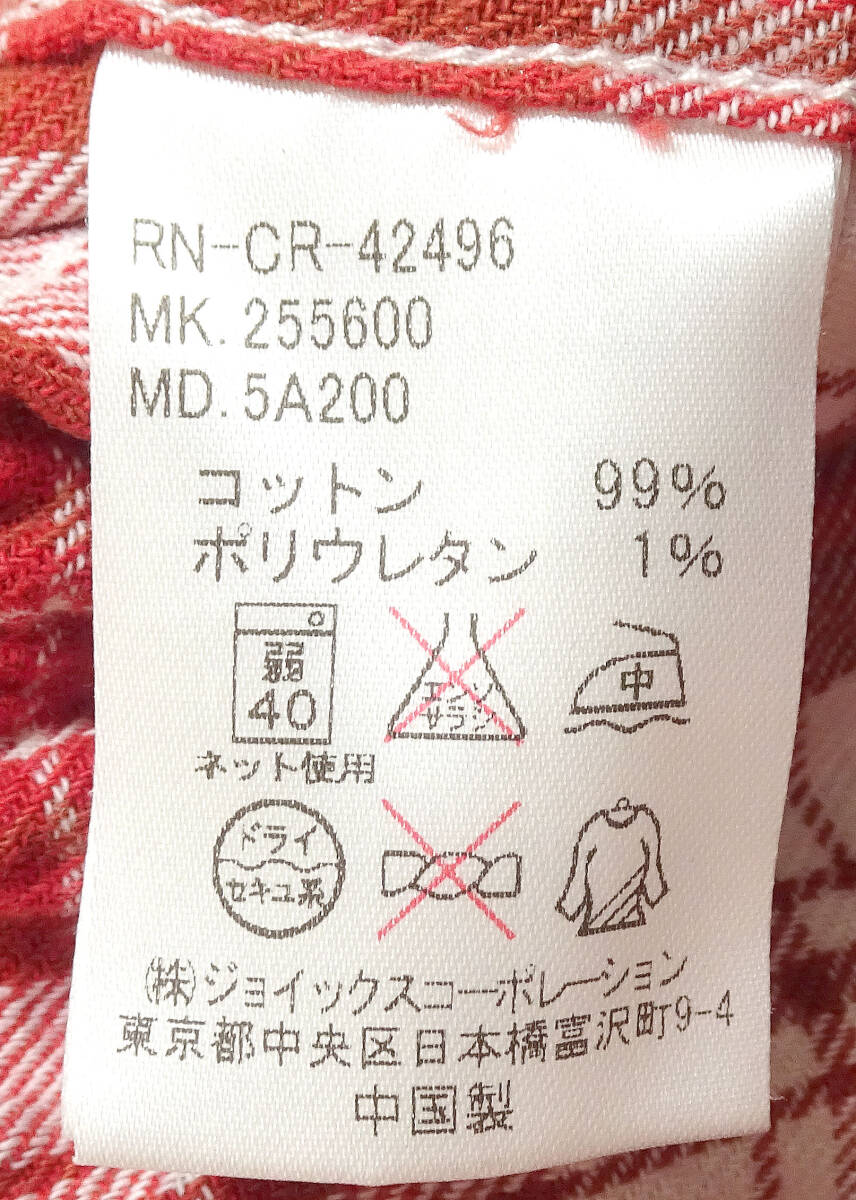 RN-CR-42496
MK. 255600
MD. 5A200
コットン 99%
ポリウレタン 1%
弱
40
エンソ
サラシ
中
ネット使用
ドライ
セキユ系
㈱ジョイックスコーポレーション
東京都中央区日本橋富沢町9-4
中国製